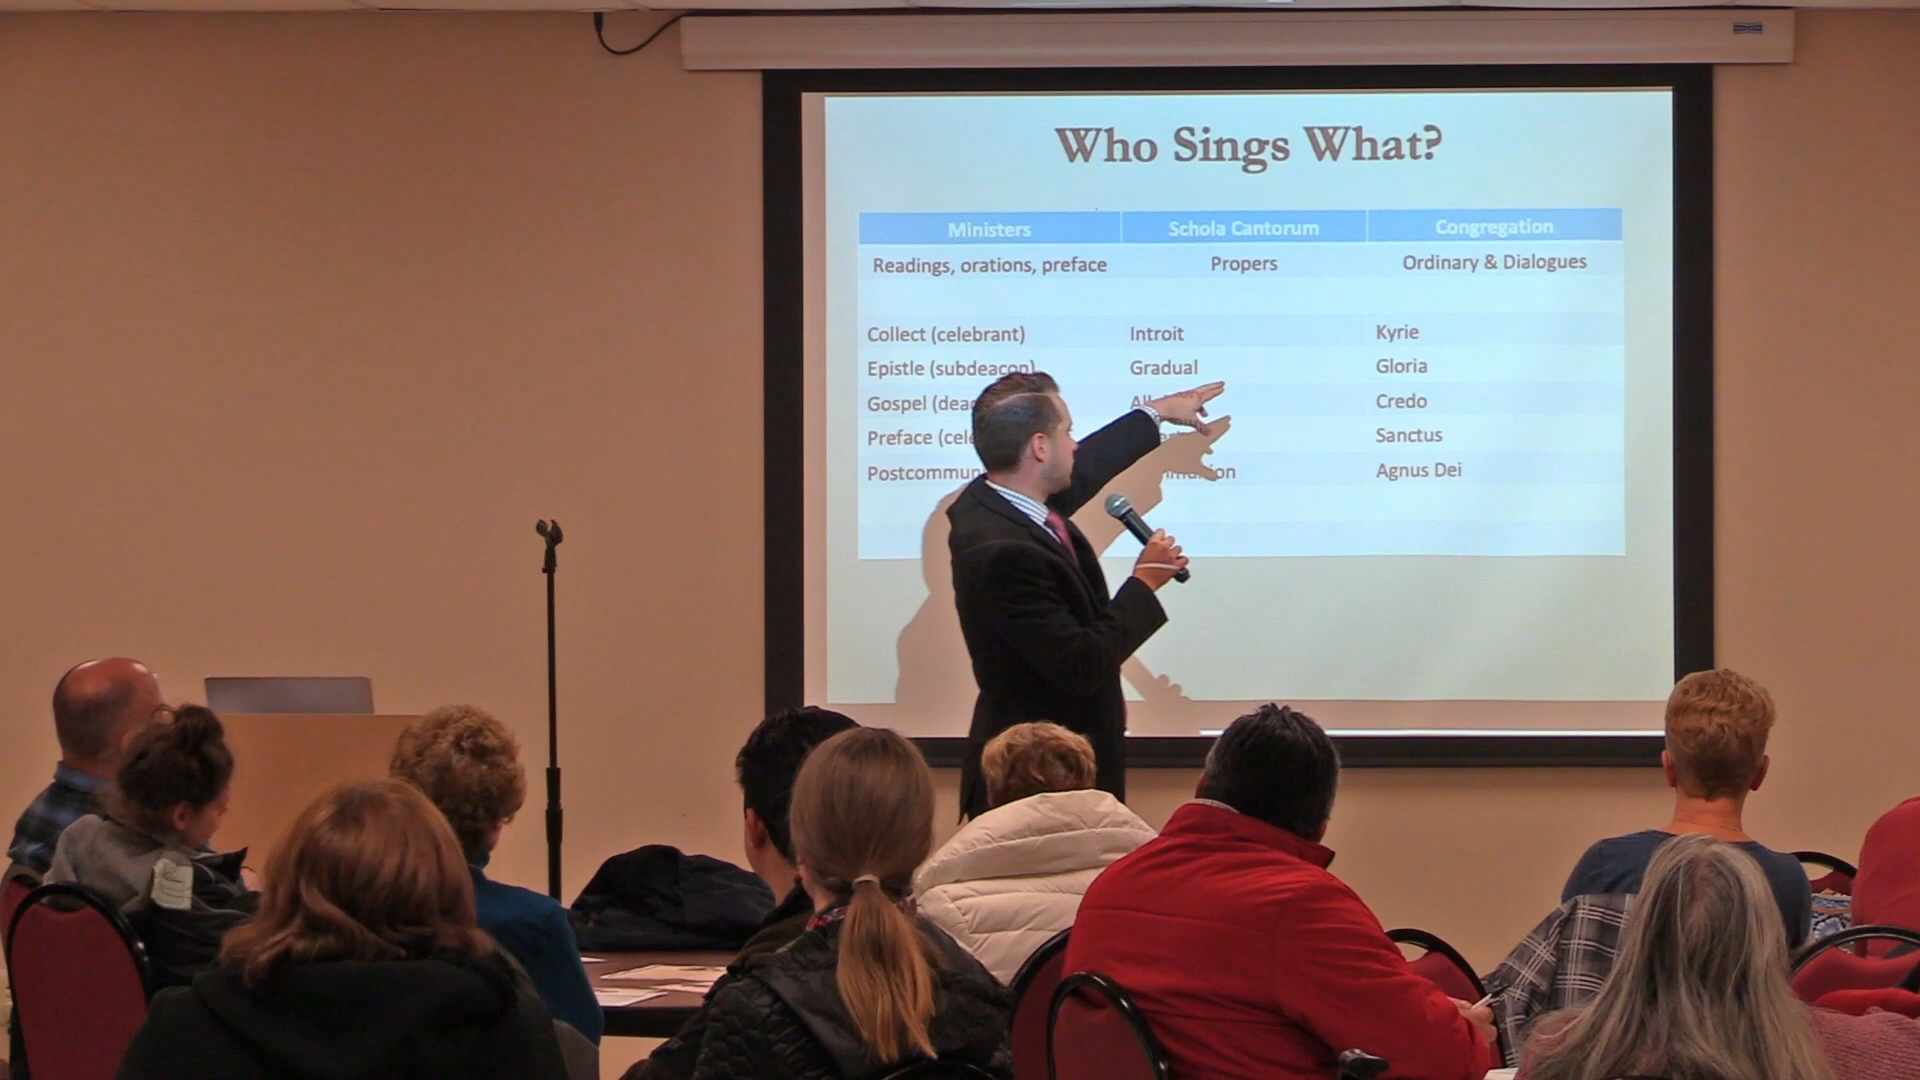 Who Sings What?
Ministers Schola Cantorum Congregation
Readings, orations, preface Propers Ordinary & Dialogues
Collect (celebrant) Introit Kyrie
Epistle (subdeacon) Gradual Gloria
Gospel Credo
Preface Sanctus
Agnus Dei